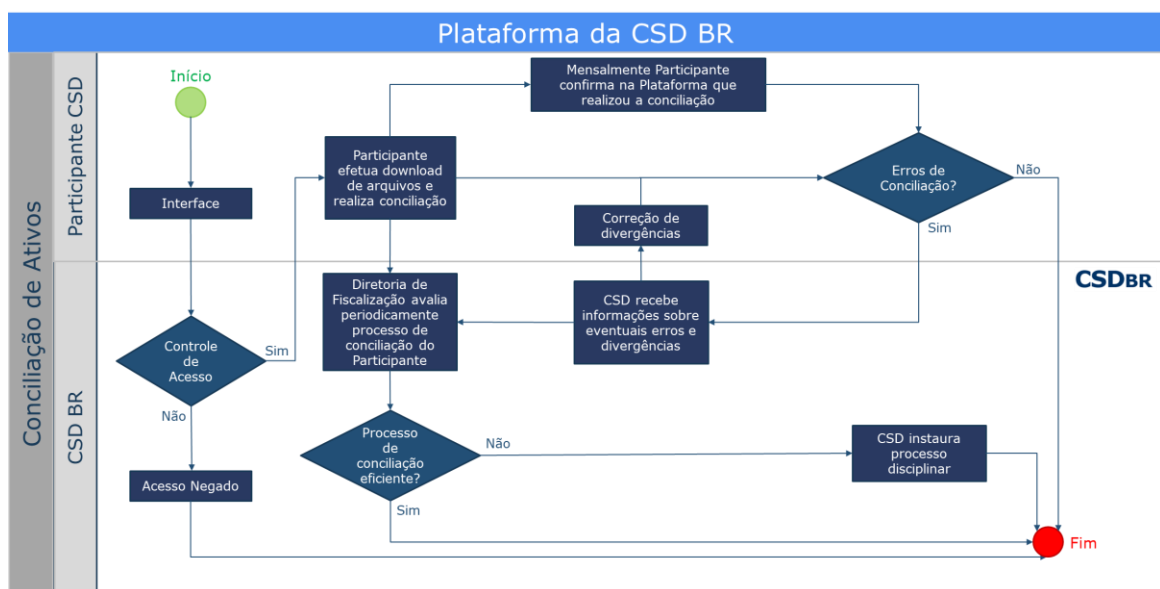 Plataforma da CSD BR
Conciliação de Ativos
Participante CSD
CSD BR
Início
Interface
Controle
de
Acesso
Sim
Não
Acesso Negado
Participante
efetua download
de arquivos e
realiza conciliação
Mensalmente Participante
confirma na Plataforma que
realizou a conciliação
Erros de
Conciliação?
Não
Sim
Correção de
divergências
CSD recebe
informações sobre
eventuais erros e
divergências
Diretoria de
Fiscalização avalia
periodicamente
processo de
conciliação do
Participante
CSDBR
Processo
de
conciliação
eficiente?
Não
Sim
CSD instaura
processo
disciplinar
Fim